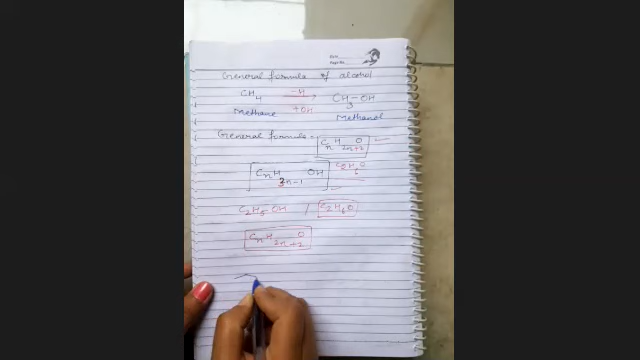 General formula of alcohol
CH4 -H +OH → CH3-OH
Methane Methanol
General formula = CnH2n+2O
CnH2n-1OH C2H5O
C2H5-OH / C2H6O
CnH2n+2O